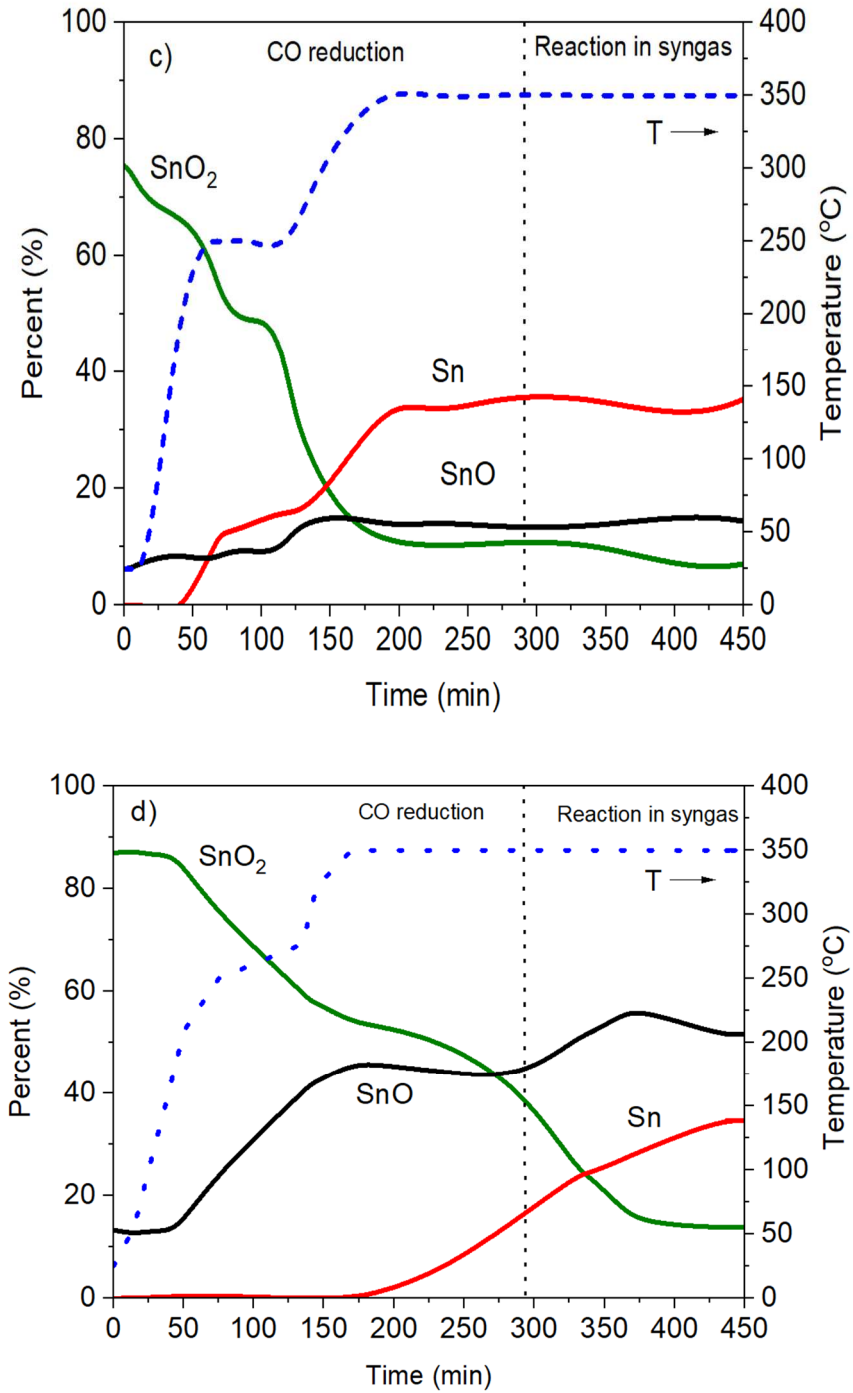 c)
CO reduction
Reaction in syngas
T
SnO2
Sn
SnO
Percent (%)
Temperature (ºC)
100
80
60
40
20
0
400
350
300
250
200
150
100
50
0
0 50 100 150 200 250 300 350 400 450
Time (min)
d)
CO reduction
Reaction in syngas
SnO2
T
SnO
Sn
Percent (%)
Temperature (ºC)
100
80
60
40
20
0
400
350
300
250
200
150
100
50
0
0 50 100 150 200 250 300 350 400 450
Time (min)